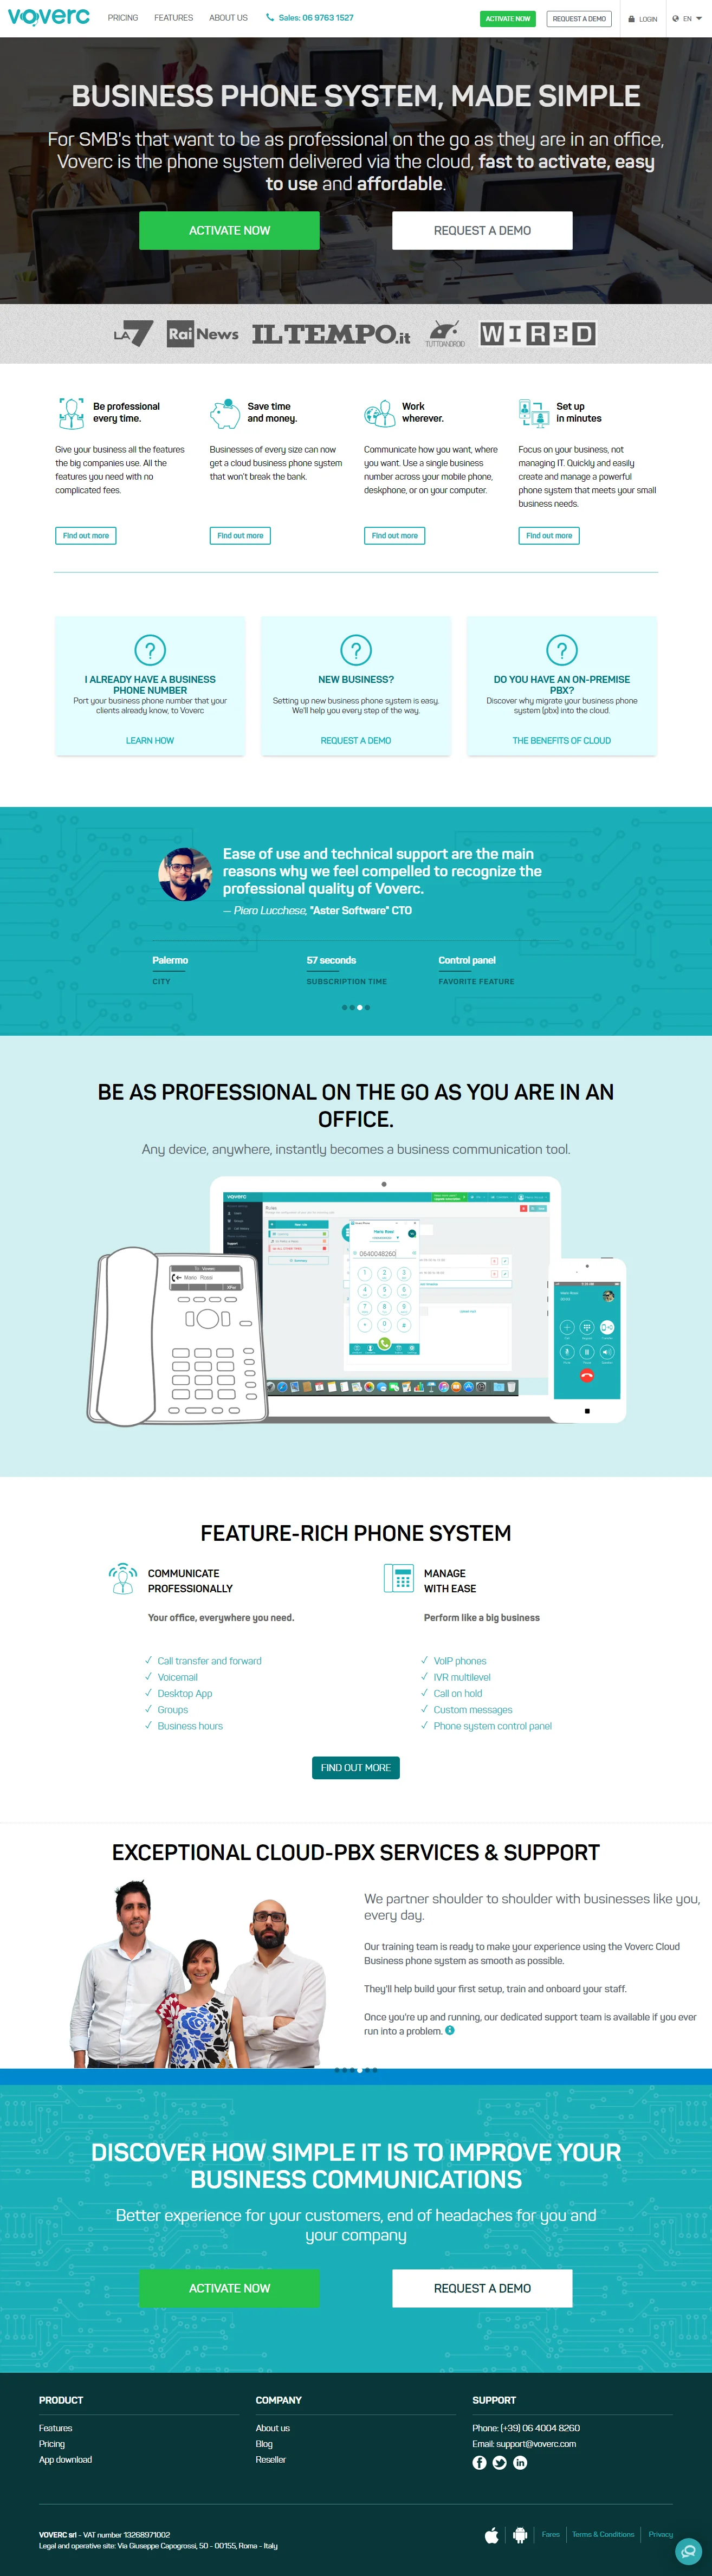 voverc
PRICING FEATURES ABOUT US Sales: 06 9763 1527
ACTIVATE NOW REQUEST A DEMO LOGIN EN
BUSINESS PHONE SYSTEM, MADE SIMPLE
For SMB's that want to be as professional on the go as they are in an office,
Voverc is the phone system delivered via the cloud, fast to activate, easy
to use and affordable.
ACTIVATE NOW REQUEST A DEMO
LA7 Rai News IL TEMPO.it TUTTOANDROID WIRED
Be professional
every time.
Give your business all the features
the big companies use. All the
features you need with no
complicated fees.
Find out more
Save time
and money.
Businesses of every size can now
get a cloud business phone system
that won't break the bank.
Find out more
Work
wherever.
Communicate how you want, where
you want. Use a single business
number across your mobile phone,
deskphone, or on your computer.
Find out more
Set up
in minutes
Focus on your business, not
managing IT. Quickly and easily
create and manage a powerful
phone system that meets your small
business needs.
Find out more
I ALREADY HAVE A BUSINESS
PHONE NUMBER
Port your business phone number that your
clients already know, to Voverc
LEARN HOW
NEW BUSINESS?
Setting up new business phone system is easy.
We'll help you every step of the way.
REQUEST A DEMO
DO YOU HAVE AN ON-PREMISE
PBX?
Discover why migrate your business phone
system (pbx) into the cloud.
THE BENEFITS OF CLOUD
Ease of use and technical support are the main
reasons why we feel compelled to recognize the
professional quality of Voverc.
— Piero Lucchese, "Aster Software" CTO
Palermo
CITY
57 seconds
SUBSCRIPTION TIME
Control panel
FAVORITE FEATURE
BE AS PROFESSIONAL ON THE GO AS YOU ARE IN AN
OFFICE.
Any device, anywhere, instantly becomes a business communication tool.
voverc
Rules
Mario Rossi
0640048260
Voverc
Mario Rossi
FEATURE-RICH PHONE SYSTEM
COMMUNICATE
PROFESSIONALLY
Your office, everywhere you need.
Call transfer and forward
Voicemail
Desktop App
Groups
Business hours
MANAGE
WITH EASE
Perform like a big business
VoIP phones
IVR multilevel
Call on hold
Custom messages
Phone system control panel
FIND OUT MORE
EXCEPTIONAL CLOUD-PBX SERVICES & SUPPORT
We partner shoulder to shoulder with businesses like you,
every day.
Our training team is ready to make your experience using the Voverc Cloud
Business phone system as smooth as possible.
They'll help build your first setup, train and onboard your staff.
Once you're up and running, our dedicated support team is available if you ever
run into a problem.
DISCOVER HOW SIMPLE IT IS TO IMPROVE YOUR
BUSINESS COMMUNICATIONS
Better experience for your customers, end of headaches for you and
your company
ACTIVATE NOW REQUEST A DEMO
PRODUCT
Features
Pricing
App download
COMPANY
About us
Blog
Reseller
SUPPORT
Phone: (+39) 06 4004 8260
Email: support@voverc.com
VOVERC srl - VAT number 13268971002
Legal and operative site: Via Giuseppe Capogrossi, 50 - 00155, Roma - Italy
Fares Terms & Conditions Privacy